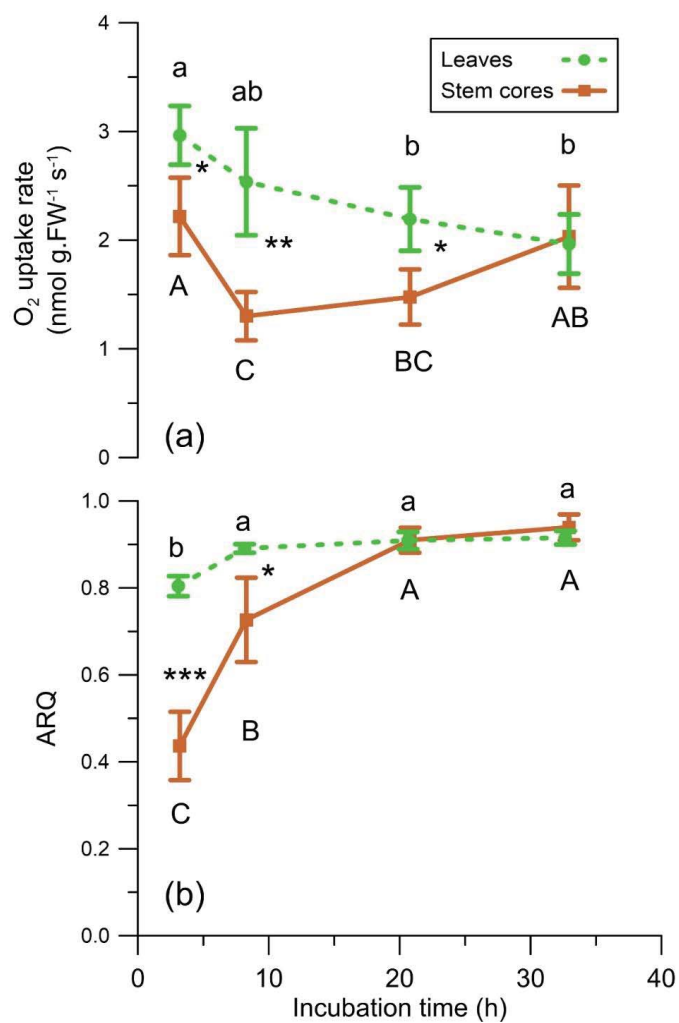 4
Leaves
Stem cores
a
ab
b
b
3
*
**
*
2
A
C
BC
AB
1
(a)
0
O₂ uptake rate
(nmol g.FW⁻¹ s⁻¹)
1.0
b
a
a
a
0.8
*
A
A
0.6
***
B
0.4
C
0.2
(b)
0.0
ARQ
0 10 20 30 40
Incubation time (h)